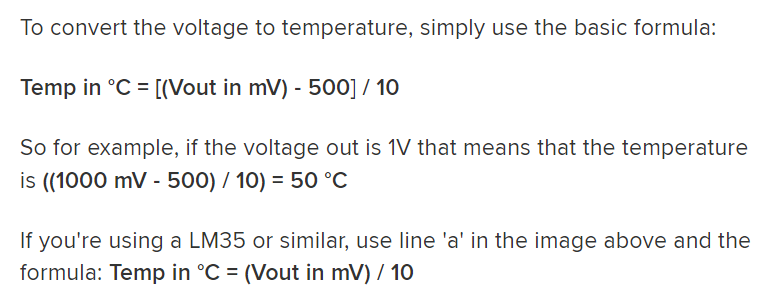 To convert the voltage to temperature, simply use the basic formula:
Temp in °C = [(Vout in mV) - 500] / 10
So for example, if the voltage out is 1V that means that the temperature
is ((1000 mV - 500) / 10) = 50 °C
If you're using a LM35 or similar, use line 'a' in the image above and the
formula: Temp in °C = (Vout in mV) / 10